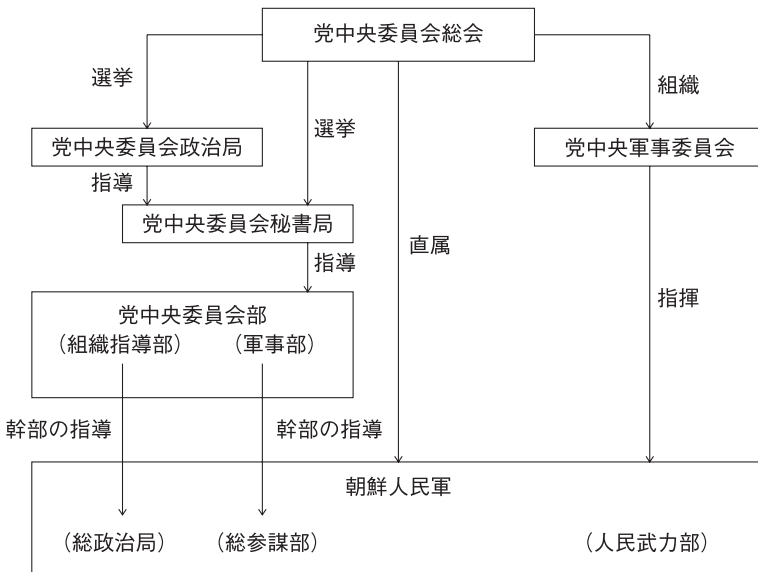 党中央委員会総会
選挙
組織
選挙
党中央委員会政治局
党中央軍事委員会
指導
党中央委員会秘書局
直属
指導
指揮
党中央委員会部
（組織指導部）
（軍事部）
幹部の指導
幹部の指導
朝鮮人民軍
（総政治局）
（総参謀部）
（人民武力部）